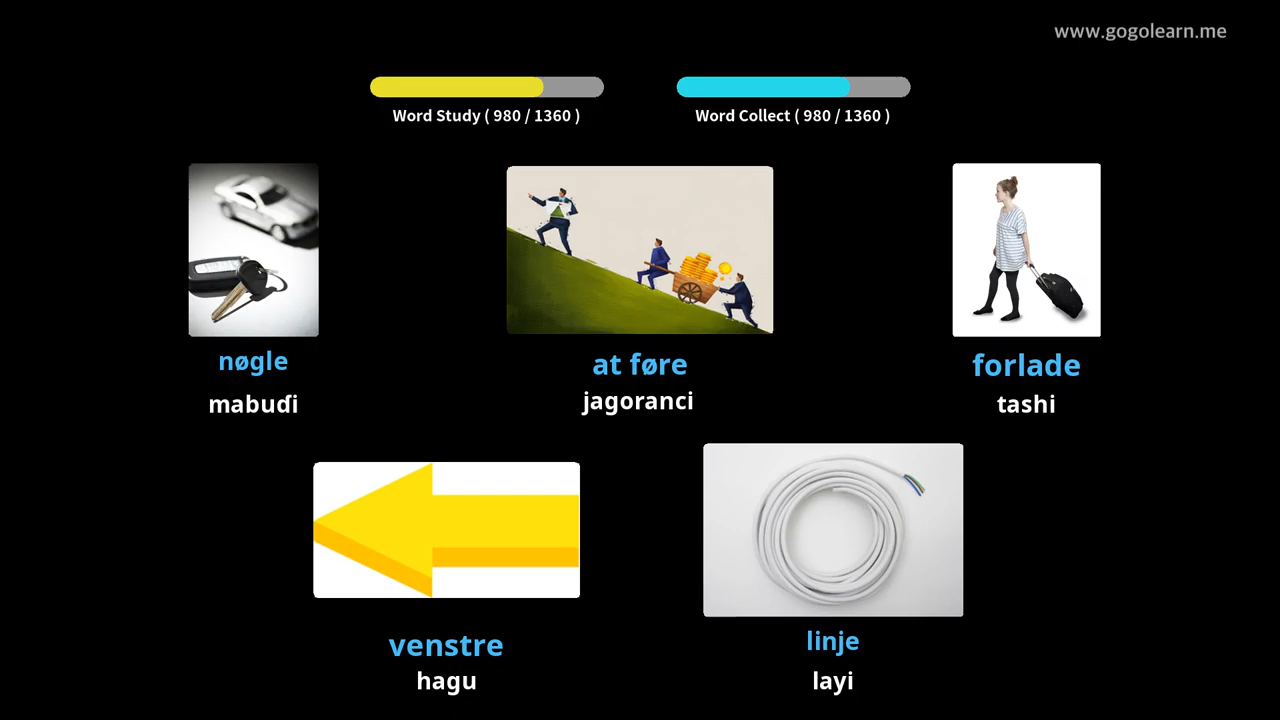 www.gogolearn.me
Word Study ( 980 / 1360 )
Word Collect ( 980 / 1360 )
nøgle
mabuɗi
at føre
jagoranci
forlade
tashi
venstre
hagu
linje
layi